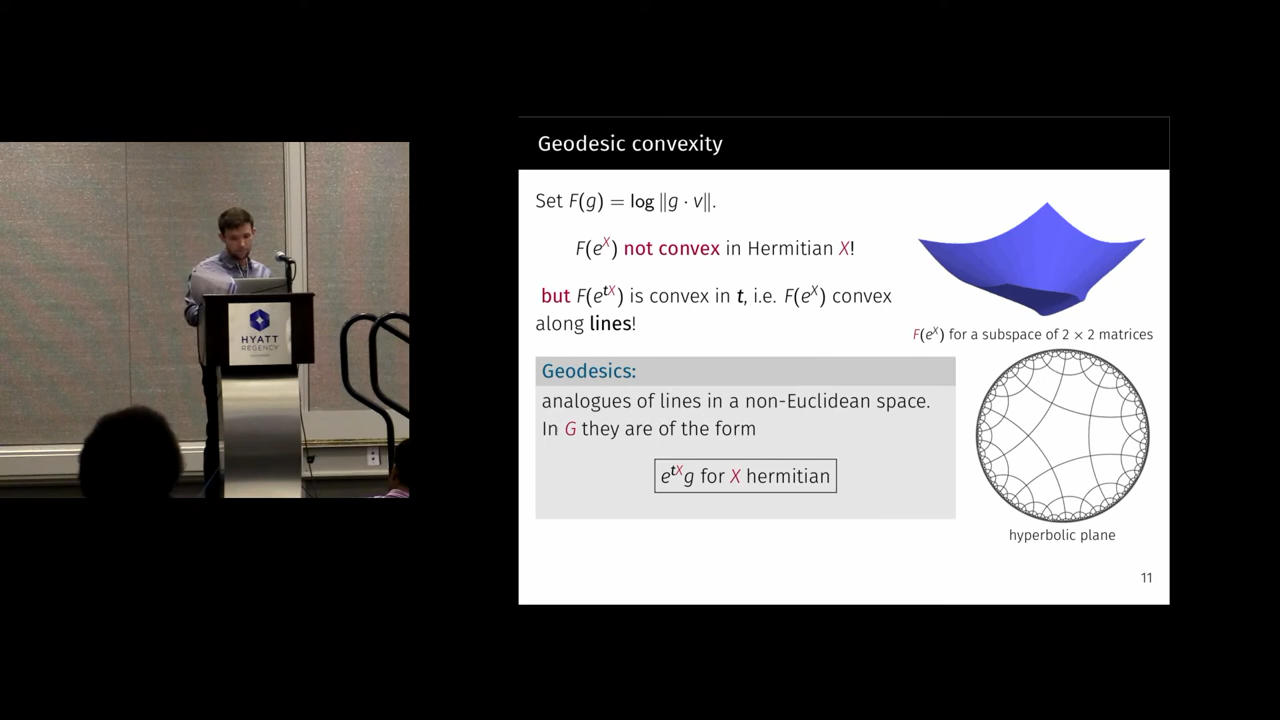 Geodesic convexity
Set F(g) = log ‖g · v‖.
F(e^X) not convex in Hermitian X!
but F(e^{tX}) is convex in t, i.e. F(e^X) convex
along lines!
F(e^X) for a subspace of 2 × 2 matrices
Geodesics:
analogues of lines in a non-Euclidean space.
In G they are of the form
e^{tX}g for X hermitian
hyperbolic plane
11
HYATT
REGENCY